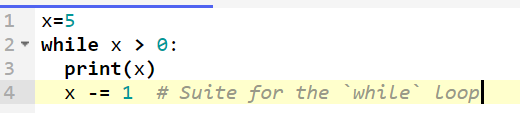 1 x=5
2 while x > 0:
3   print(x)
4   x -= 1  # Suite for the `while` loop